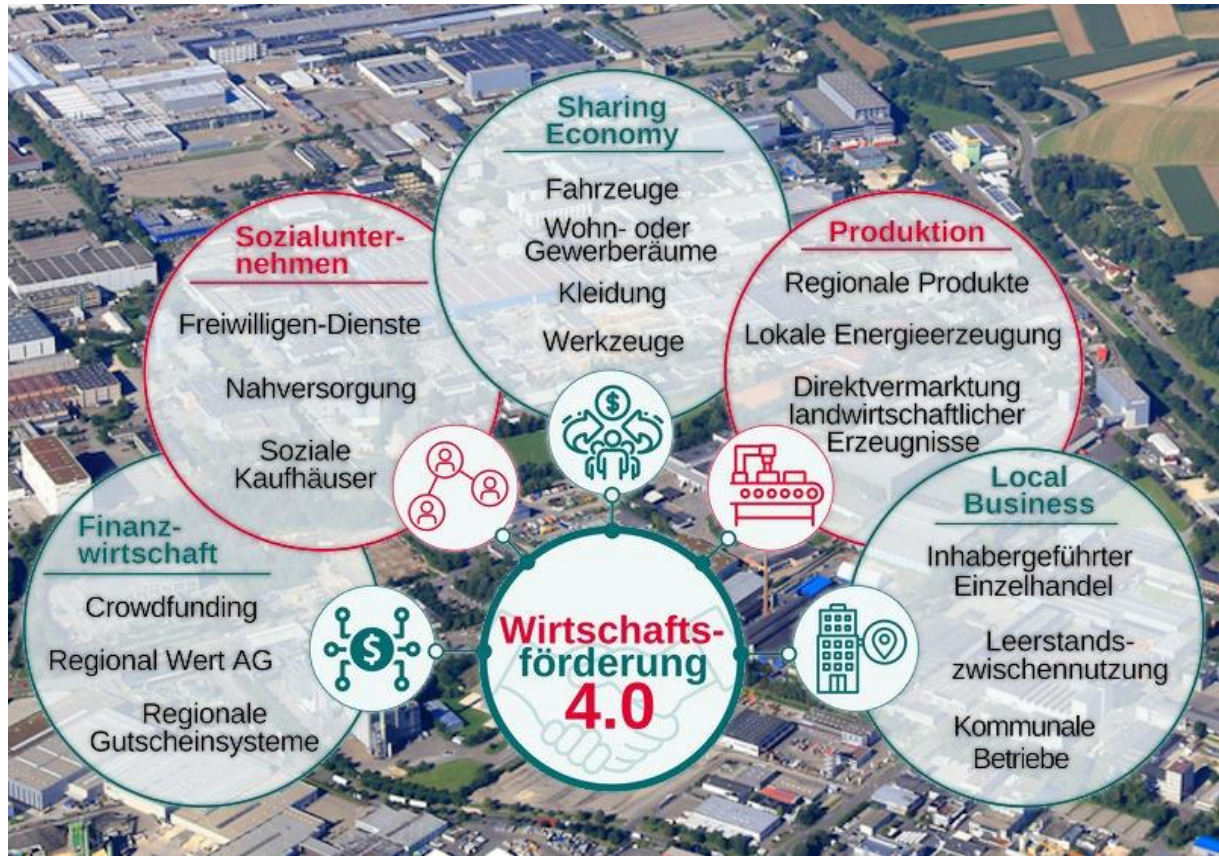 Sharing
Economy
Fahrzeuge
Wohn- oder
Gewerberäume
Kleidung
Werkzeuge
Sozialunter-
nehmen
Freiwilligen-Dienste
Nahversorgung
Soziale
Kaufhäuser
Produktion
Regionale Produkte
Lokale Energieerzeugung
Direktvermarktung
landwirtschaftlicher
Erzeugnisse
Finanz-
wirtschaft
Crowdfunding
Regional Wert AG
Regionale
Gutscheinsysteme
Local
Business
Inhabergeführter
Einzelhandel
Leerstands-
zwischennutzung
Kommunale
Betriebe
Wirtschafts-
förderung
4.0
$
$